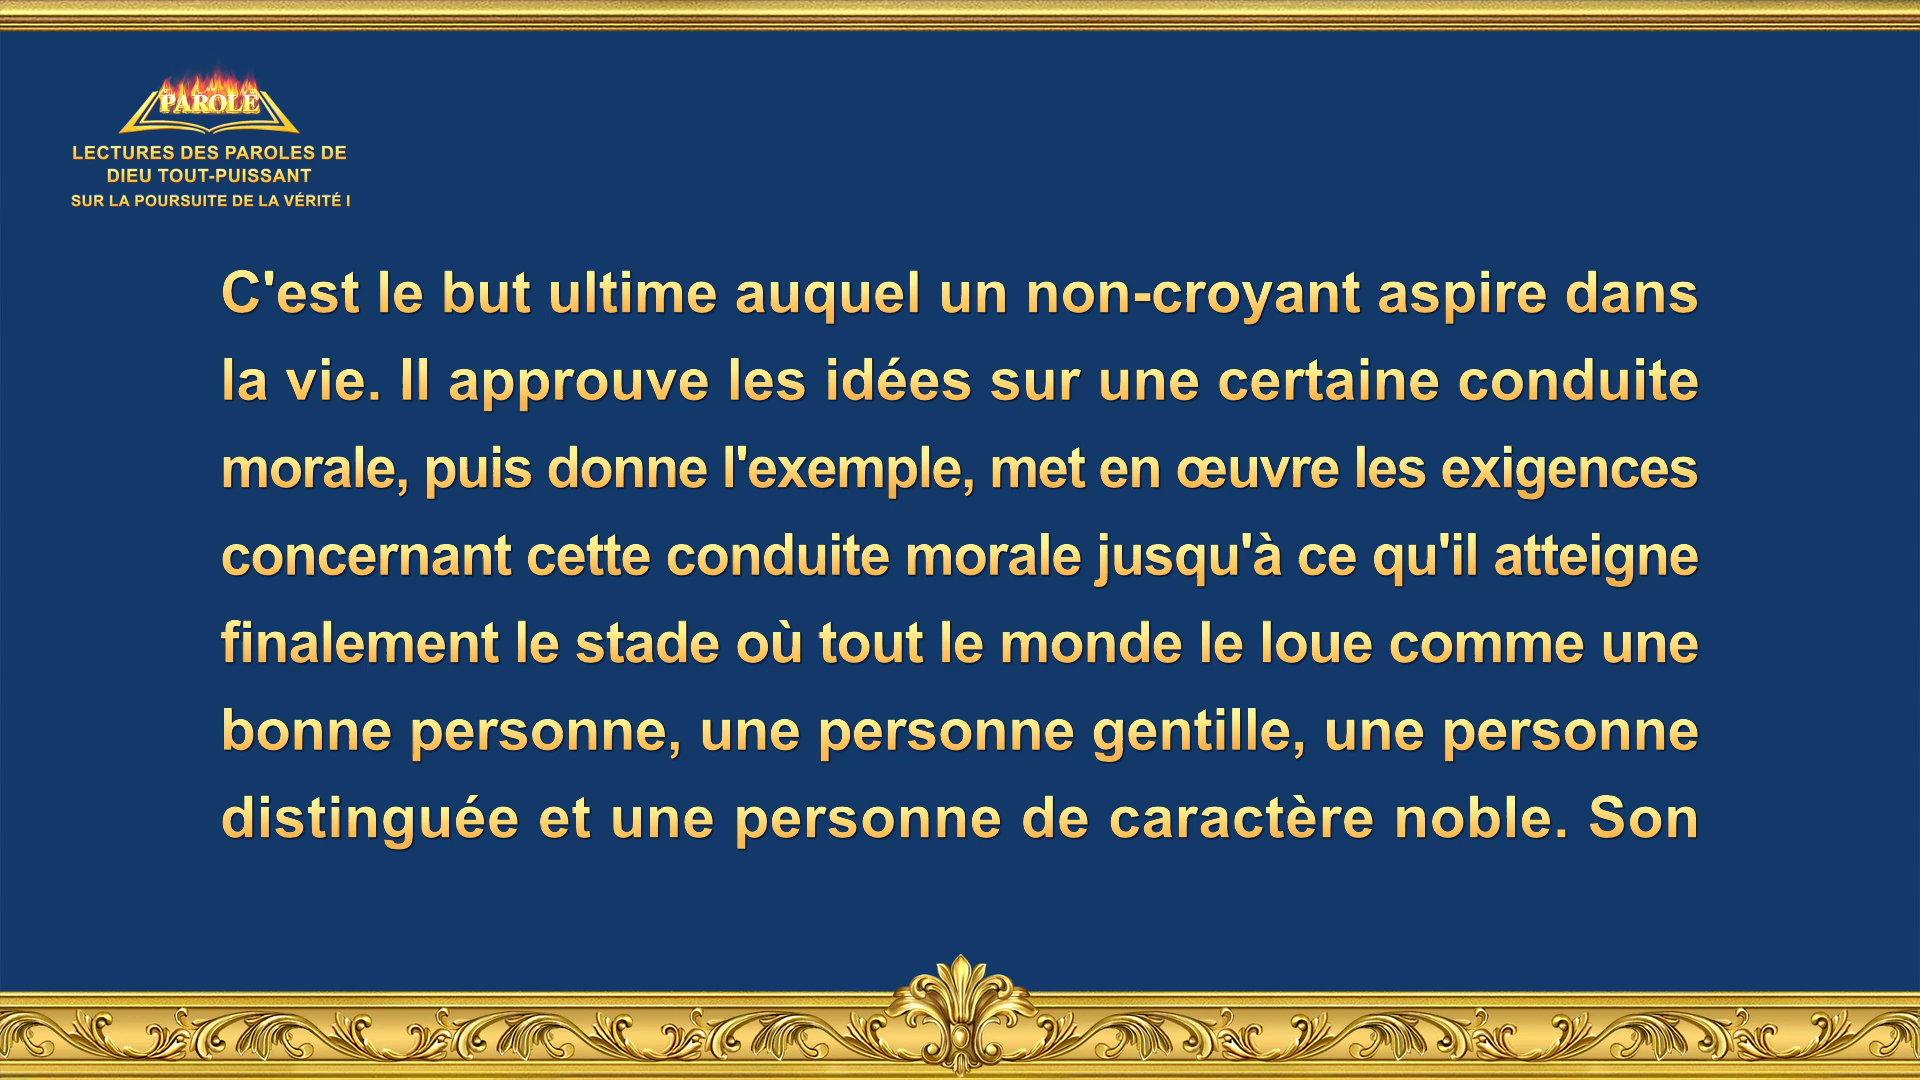 PAROLE
LECTURES DES PAROLES DE
DIEU TOUT-PUISSANT
SUR LA POURSUITE DE LA VÉRITÉ I
C'est le but ultime auquel un non-croyant aspire dans
la vie. Il approuve les idées sur une certaine conduite
morale, puis donne l'exemple, met en œuvre les exigences
concernant cette conduite morale jusqu'à ce qu'il atteigne
finalement le stade où tout le monde le loue comme une
bonne personne, une personne gentille, une personne
distinguée et une personne de caractère noble. Son